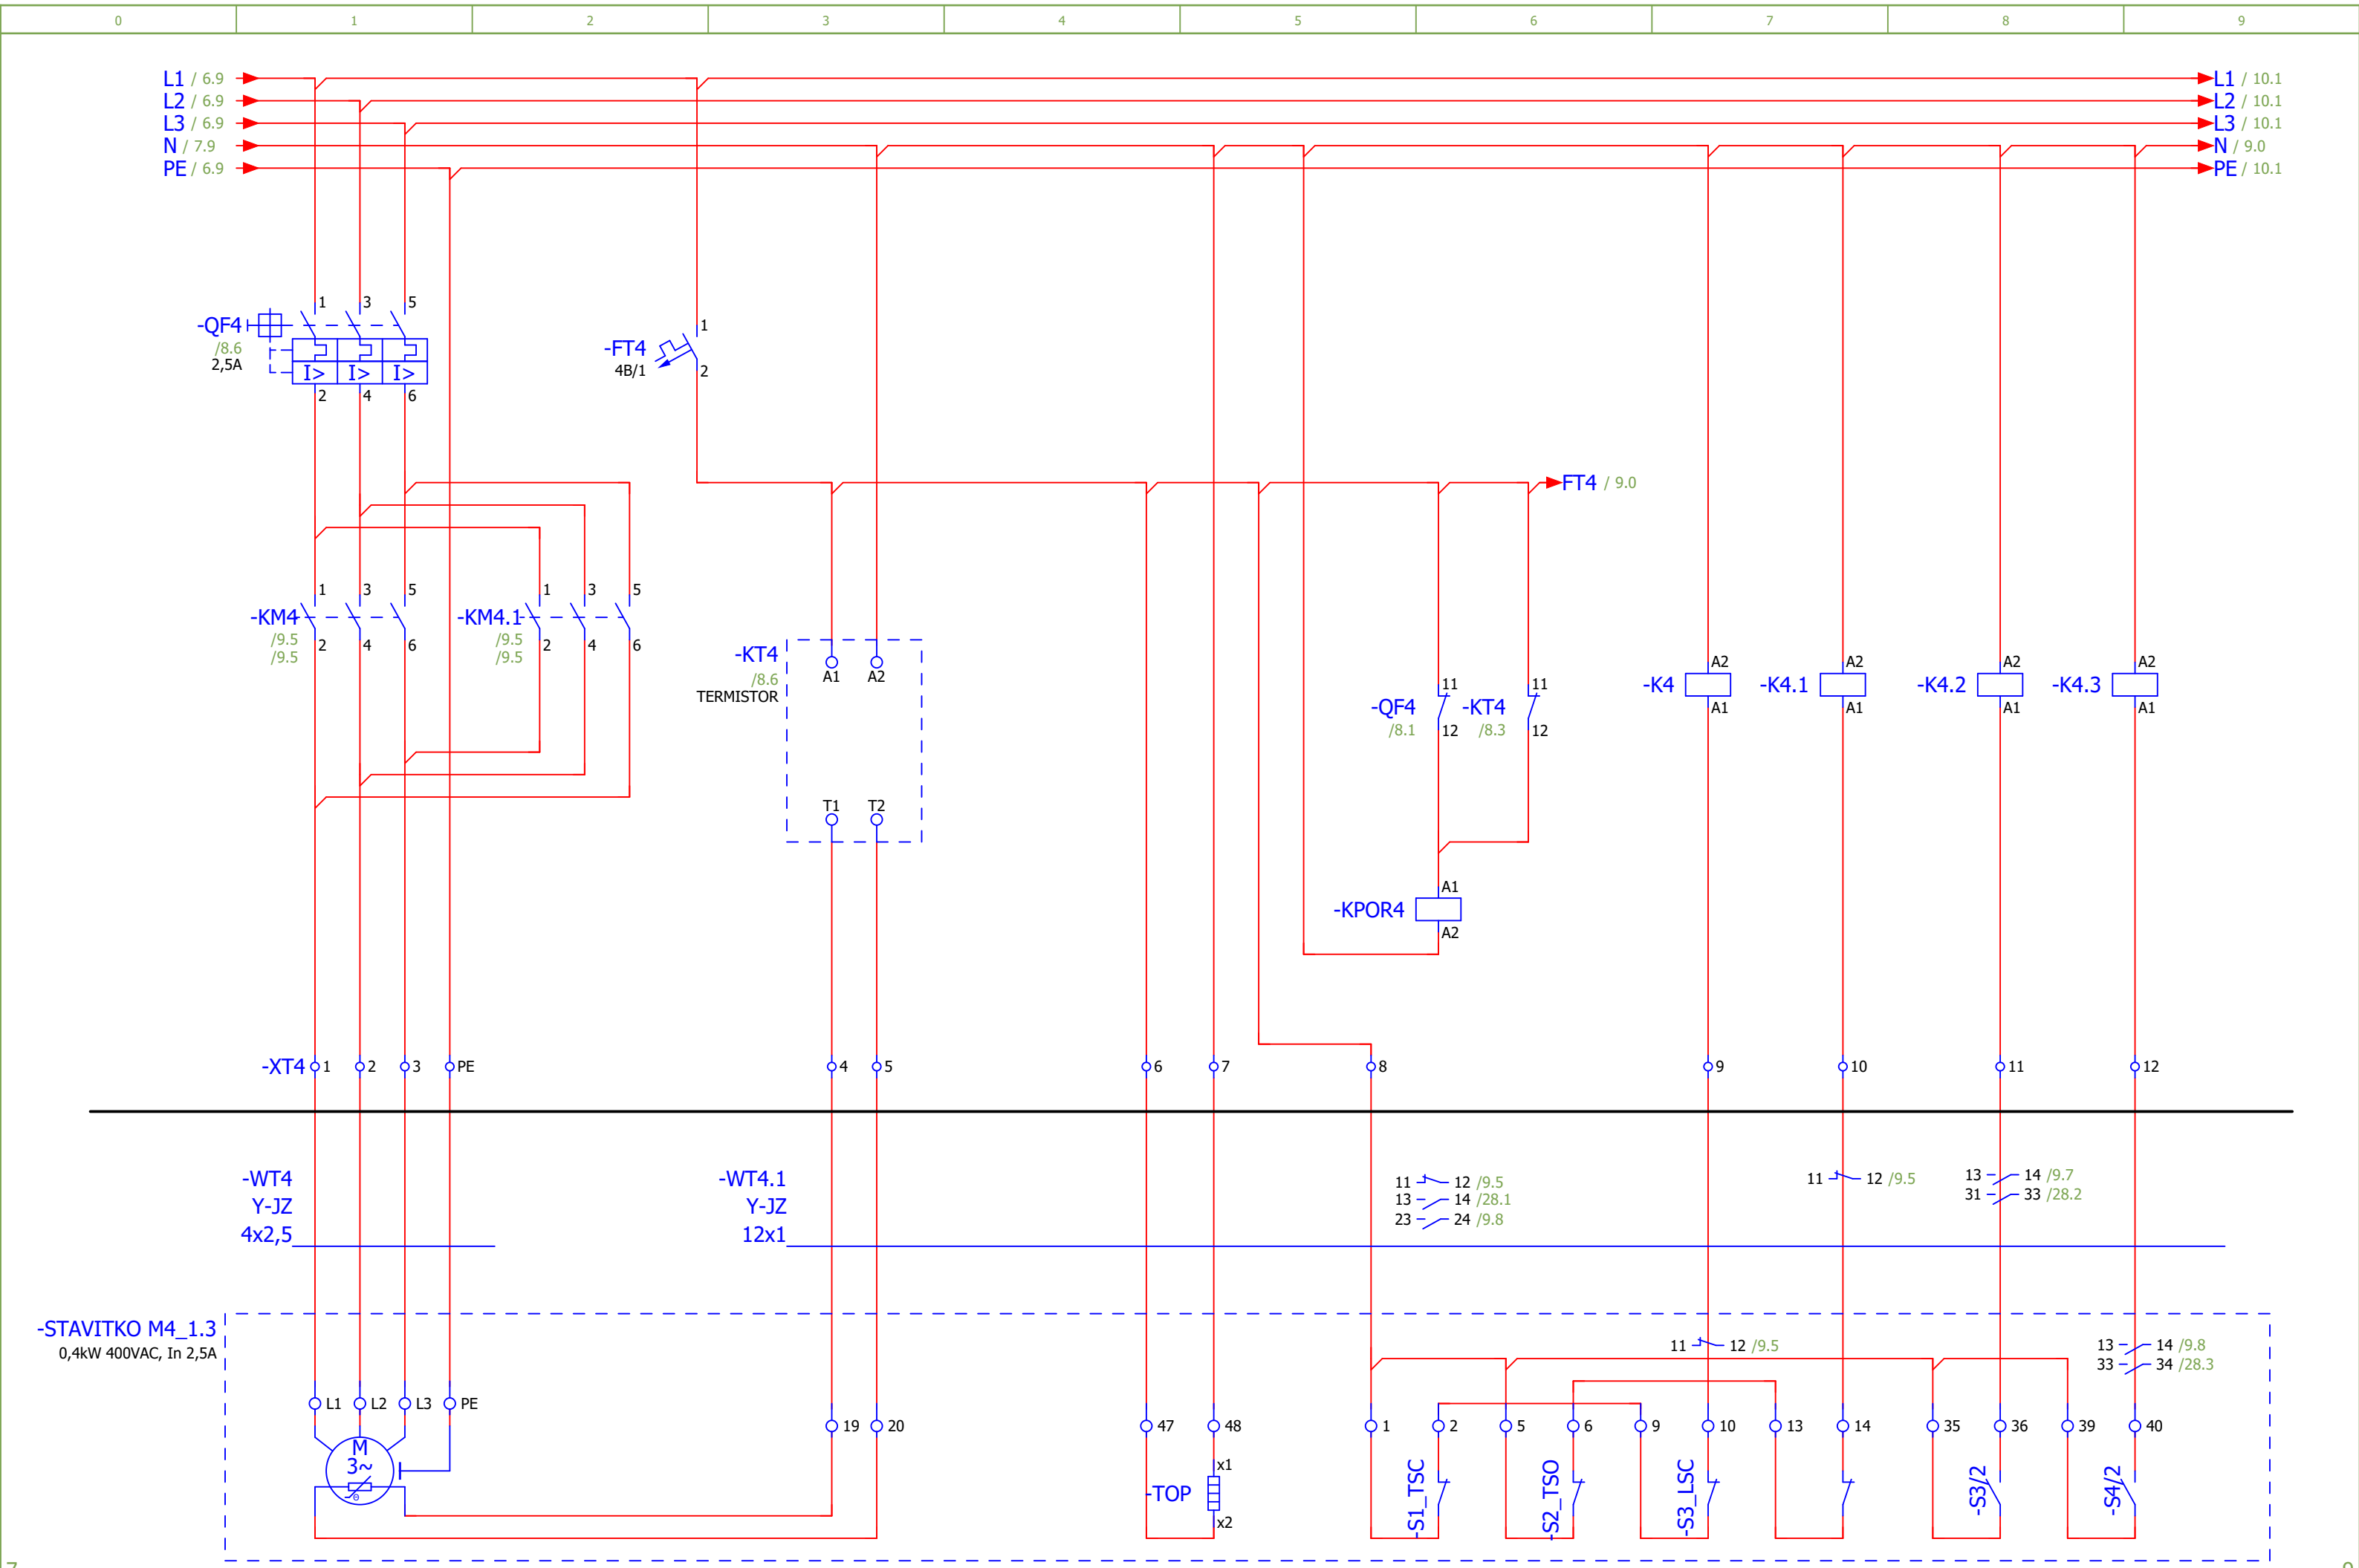 0 1 2 3 4 5 6 7 8 9
L1 / 6.9 L1 / 10.1
L2 / 6.9 L2 / 10.1
L3 / 6.9 L3 / 10.1
N / 7.9 N / 9.0
PE / 6.9 PE / 10.1
1 3 5
-QF4
/8.6
2,5A
I> I> I>
2 4 6
1
-FT4
4B/1
2
FT4 / 9.0
1 3 5
-KM4
/9.5
/9.5
2 4 6
1 3 5
-KM4.1
/9.5
/9.5
2 4 6
-KT4
/8.6
TERMISTOR
A1 A2
T1 T2
11
-QF4
/8.1
12
11
-KT4
/8.3
12
A1
-KPOR4
A2
A2
-K4
A1
A2
-K4.1
A1
A2
-K4.2
A1
A2
-K4.3
A1
-XT4 1 2 3 PE 4 5 6 7 8 9 10 11 12
-WT4
Y-JZ
4x2,5
-WT4.1
Y-JZ
12x1
11 12 /9.5
13 14 /28.1
23 24 /9.8
11 12 /9.5
13 14 /9.7
31 33 /28.2
-STAVITKO M4_1.3
0,4kW 400VAC, In 2,5A
11 12 /9.5
13 14 /9.8
33 34 /28.3
L1 L2 L3 PE
19 20 47 48 1 2 5 6 9 10 13 14 35 36 39 40
M
3~
Θ
x1
-TOP
x2
-S1_TSC
-S2_TSO
-S3_LSC
-S3/2
-S4/2